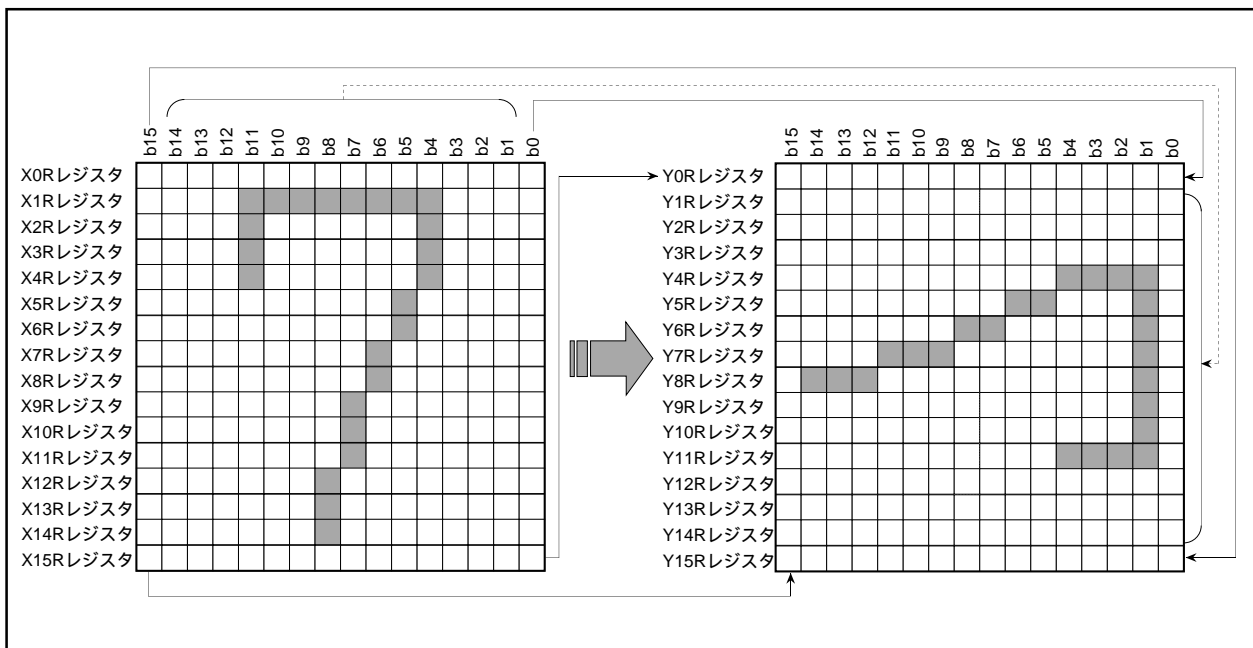 b15 b14 b13 b12 b11 b10 b9 b8 b7 b6 b5 b4 b3 b2 b1 b0
X0Rレジスタ
X1Rレジスタ
X2Rレジスタ
X3Rレジスタ
X4Rレジスタ
X5Rレジスタ
X6Rレジスタ
X7Rレジスタ
X8Rレジスタ
X9Rレジスタ
X10Rレジスタ
X11Rレジスタ
X12Rレジスタ
X13Rレジスタ
X14Rレジスタ
X15Rレジスタ
b15 b14 b13 b12 b11 b10 b9 b8 b7 b6 b5 b4 b3 b2 b1 b0
Y0Rレジスタ
Y1Rレジスタ
Y2Rレジスタ
Y3Rレジスタ
Y4Rレジスタ
Y5Rレジスタ
Y6Rレジスタ
Y7Rレジスタ
Y8Rレジスタ
Y9Rレジスタ
Y10Rレジスタ
Y11Rレジスタ
Y12Rレジスタ
Y13Rレジスタ
Y14Rレジスタ
Y15Rレジスタ